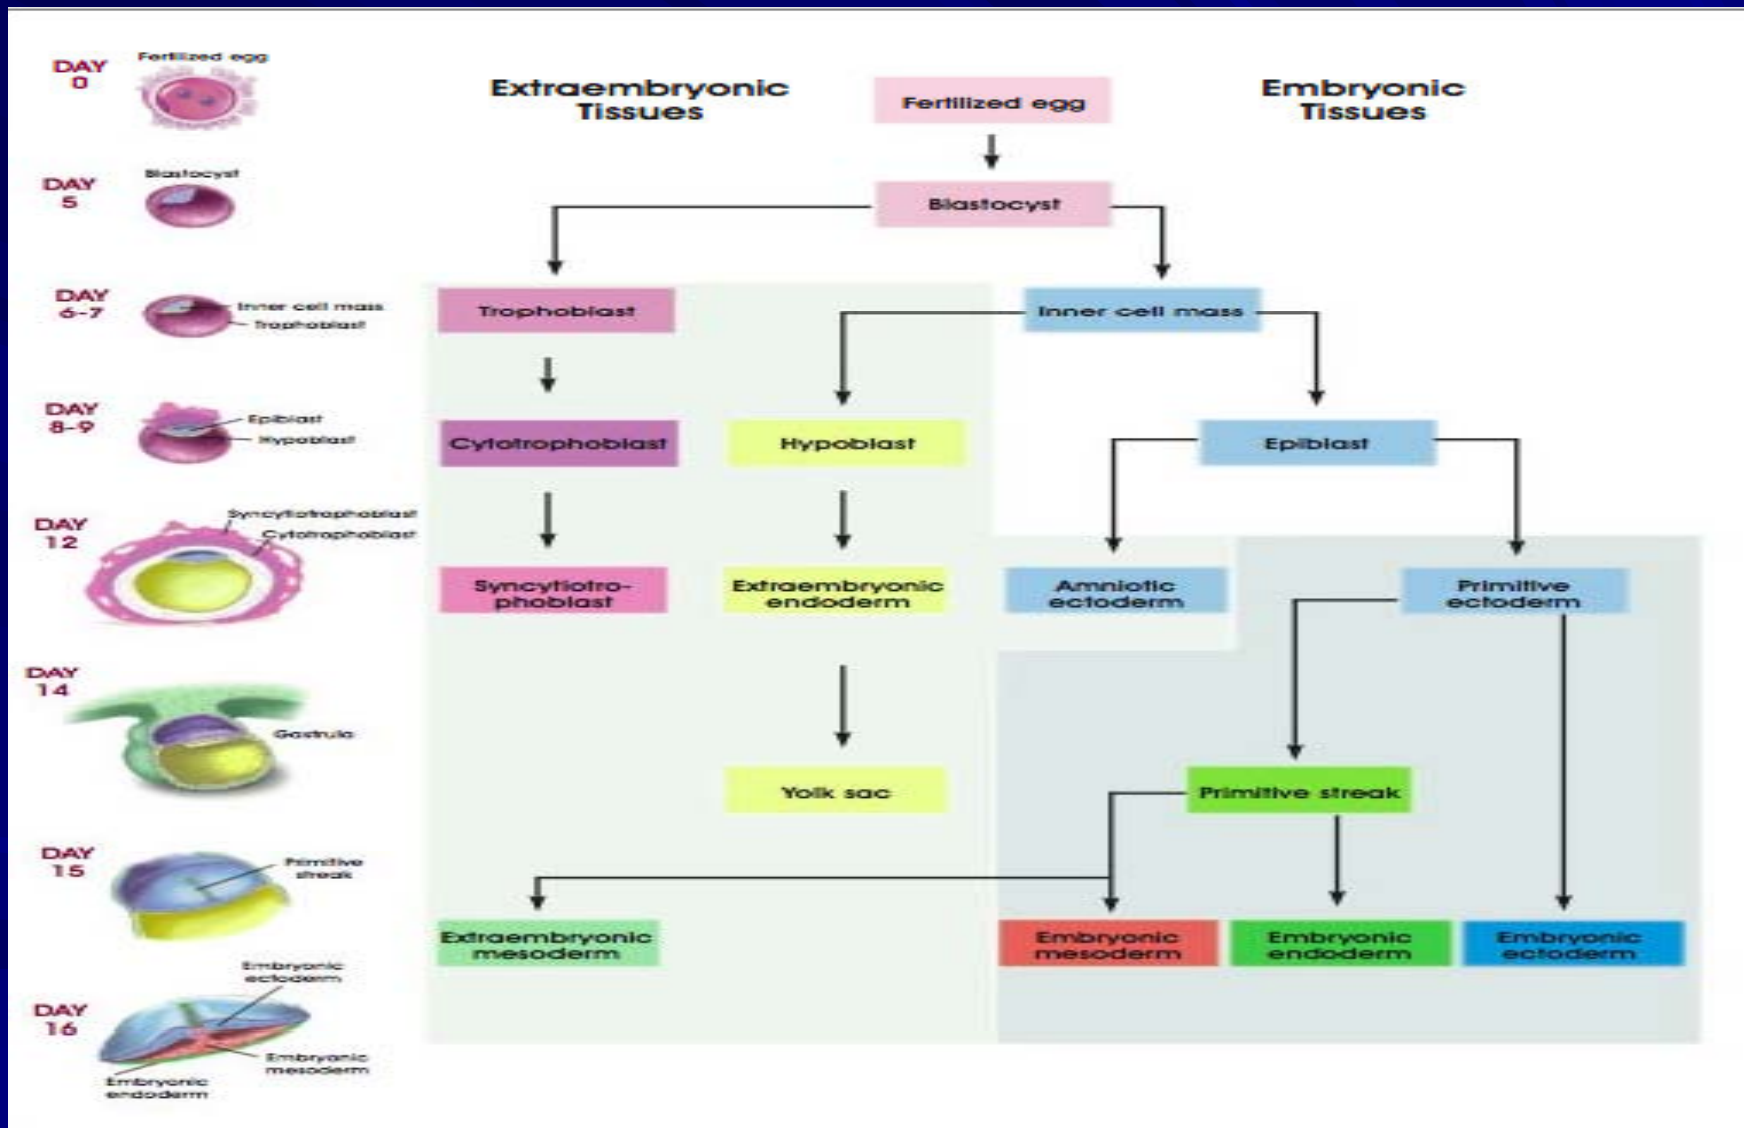 DAY
0
Fertilized egg
DAY
5
Blastocyst
DAY
6-7
Inner cell mass
Trophoblast
DAY
8-9
Epiblast
Hypoblast
DAY
12
Syncytiotrophoblast
Cytotrophoblast
DAY
14
Gastrula
DAY
15
Primitive
streak
DAY
16
Embryonic
ectoderm
Embryonic
mesoderm
Embryonic
endoderm
Extraembryonic
Tissues
Embryonic
Tissues
Fertilized egg
Blastocyst
Trophoblast
Inner cell mass
Cytotrophoblast
Hypoblast
Epiblast
Syncytiotro-
phoblast
Extraembryonic
endoderm
Amniotic
ectoderm
Primitive
ectoderm
Yolk sac
Primitive streak
Extraembryonic
mesoderm
Embryonic
mesoderm
Embryonic
endoderm
Embryonic
ectoderm